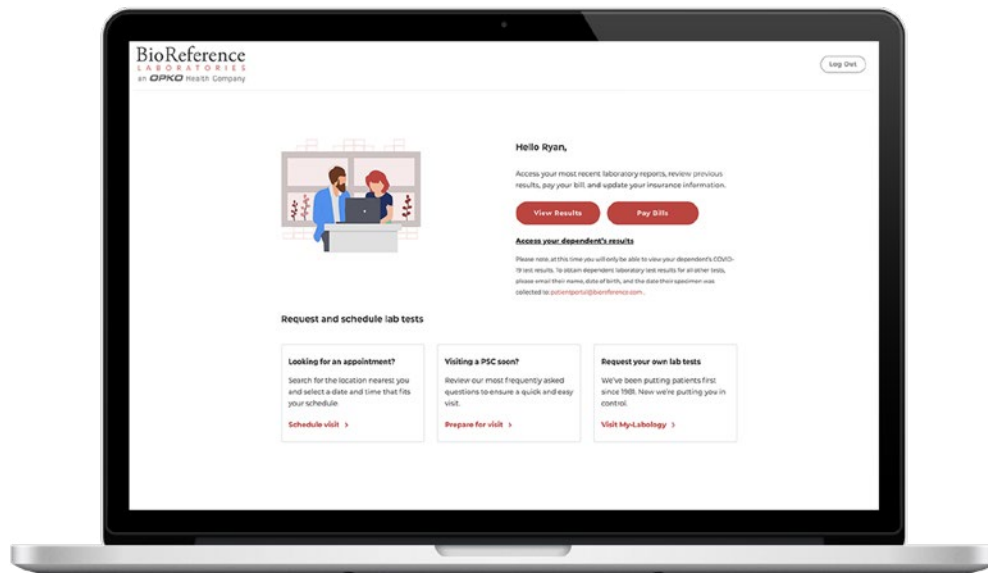 BioReference
LABORATORIES
an OPKO Health Company
Log Out
Hello Ryan,
Access your most recent laboratory reports, review previous
results, pay your bill and update your insurance information.
View Results
Pay Bills
Access your dependent's results
Please note, at this time you will only be able to view your dependent's COVID-
19 test results. To obtain dependent laboratory test results for all other tests,
please email their name, date of birth, and the date their specimen was
collected to: patientportal@bioreference.com.
Request and schedule lab tests
Looking for an appointment?
Search for the location nearest you
and select a date and time that fits
your schedule.
Schedule visit >
Visiting a PSC soon?
Review our most frequently asked
questions to ensure a quick and easy
visit.
Prepare for visit >
Request your own lab tests
We've been putting patients first
since 1981. Now we're putting you in
control.
Visit My-Labology >